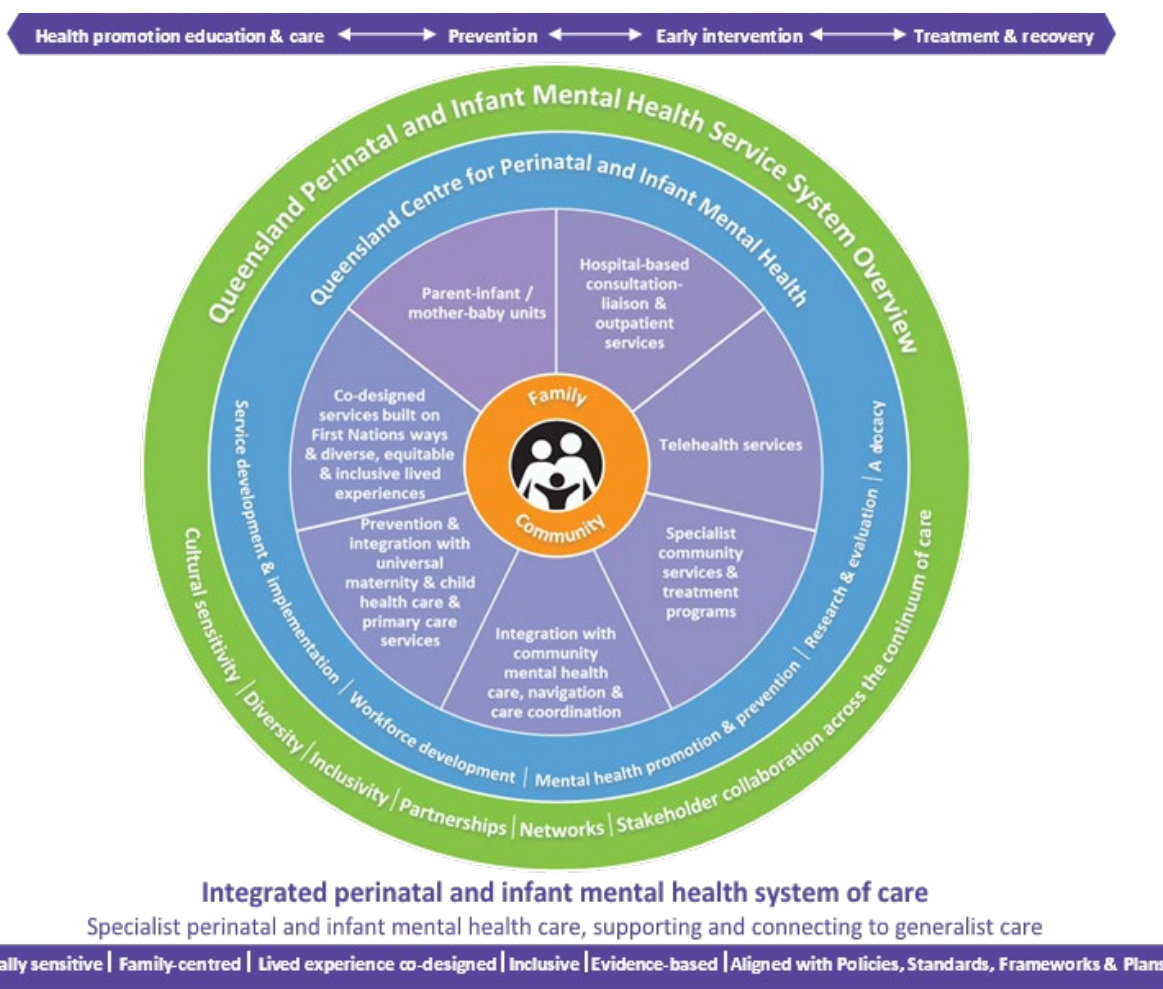 Health promotion education & care Prevention Early intervention Treatment & recovery
Queensland Perinatal and Infant Mental Health Service System Overview
Queensland Centre for Perinatal and Infant Mental Health
Parent-infant /
mother-baby units
Hospital-based
consultation-
liaison &
outpatient
services
Telehealth services
Specialist
community
services &
treatment
programs
Integration with
community
mental health
care, navigation &
care coordination
Prevention &
integration with
universal
maternity & child
health care &
primary care
services
Co-designed
services built on
First Nations ways
& diverse, equitable
& inclusive lived
experiences
Family
Community
Service development & implementation | Workforce development | Mental health promotion & prevention | Research & evaluation | A docacy
Cultural sensitivity | Diversity | Inclusivity | Partnerships | Networks | Stakeholder collaboration across the continuum of care
Integrated perinatal and infant mental health system of care
Specialist perinatal and infant mental health care, supporting and connecting to generalist care
ally sensitive | Family-centred | Lived experience co-designed | Inclusive | Evidence-based | Aligned with Policies, Standards, Frameworks & Plans